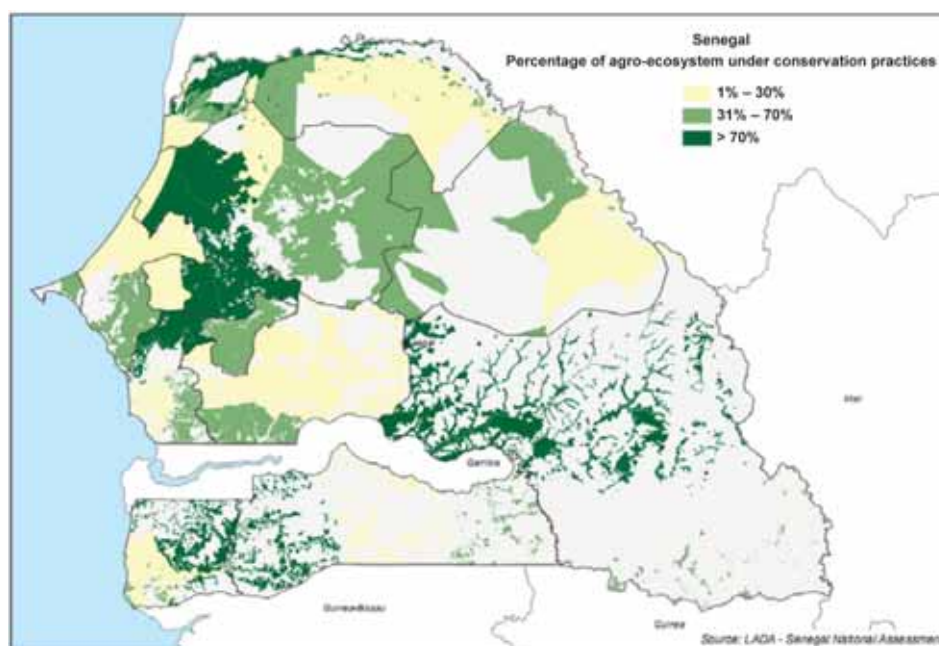 Senegal
Percentage of agro-ecosystem under conservation practices
1% – 30%
31% – 70%
> 70%
Mali
Gambia
Guinea-Bissau
Guinea
Source: LADA - Senegal National Assessment